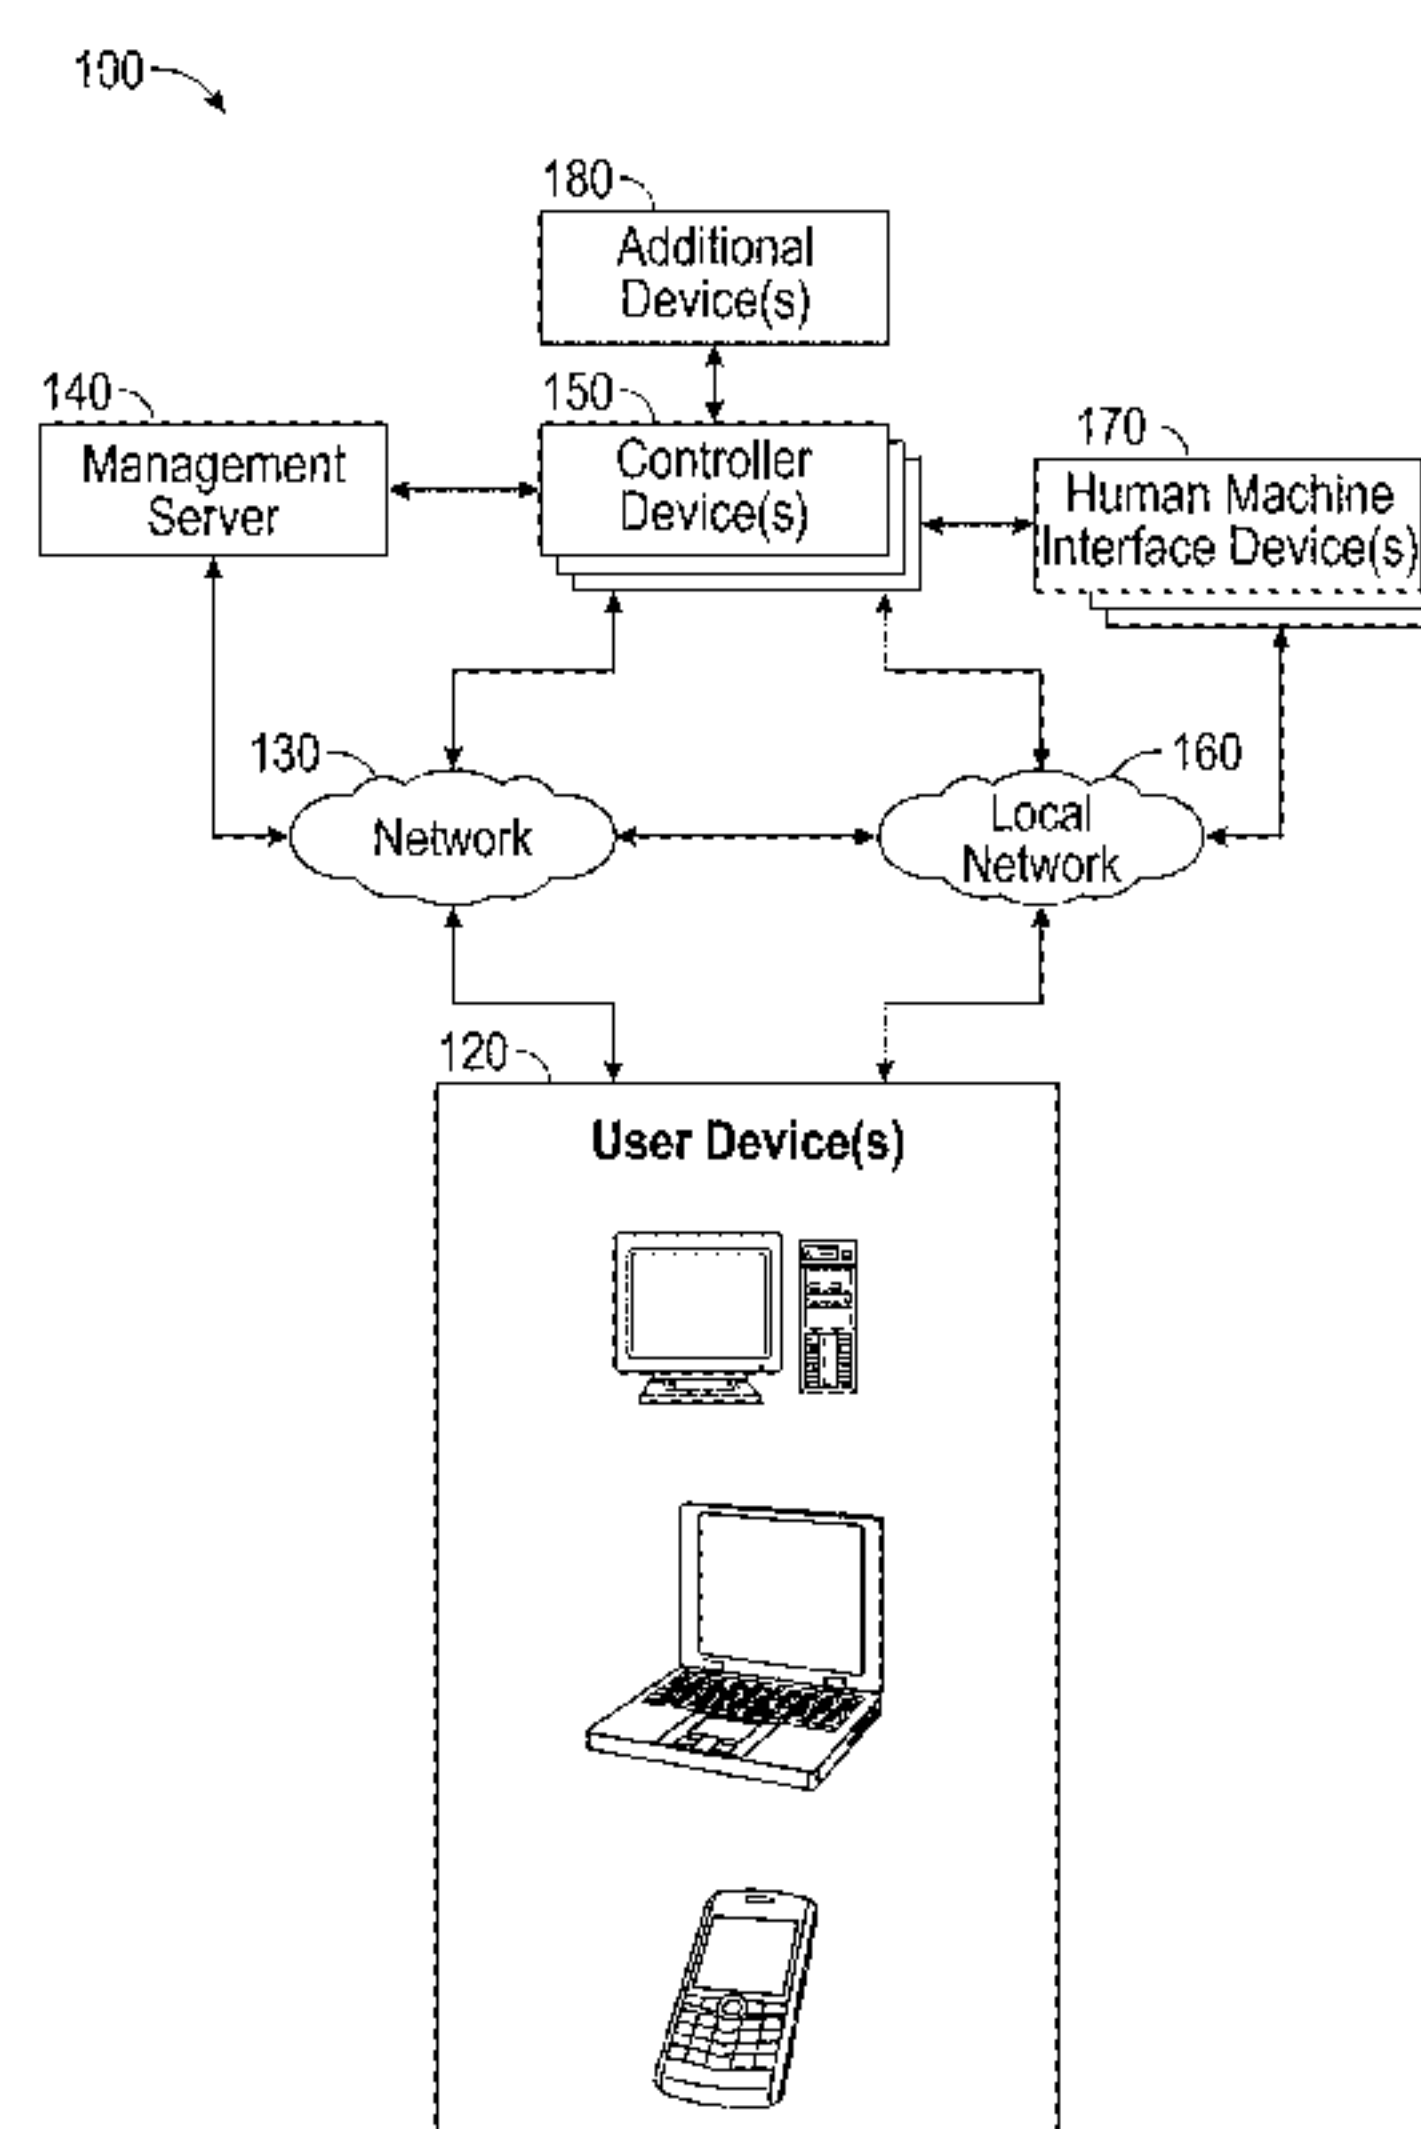 100
180
Additional
Device(s)
140
150
170
Management
Server
Controller
Device(s)
Human Machine
Interface Device(s)
130
160
Network
Local
Network
120
User Device(s)